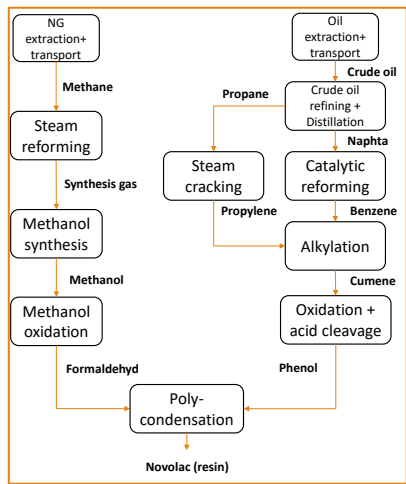 NG
extraction+
transport
Oil
extraction+
transport
Crude oil
Methane
Propane
Crude oil
refining +
Distillation
Steam
reforming
Naphta
Steam
cracking
Catalytic
reforming
Synthesis gas
Propylene
Benzene
Methanol
synthesis
Alkylation
Methanol
Cumene
Methanol
oxidation
Oxidation +
acid cleavage
Formaldehyd
Phenol
Poly-
condensation
Novolac (resin)